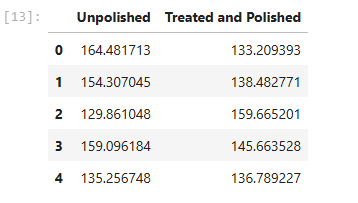 [13]:
Unpolished Treated and Polished
0 164.481713 133.209393
1 154.307045 138.482771
2 129.861048 159.665201
3 159.096184 145.663528
4 135.256748 136.789227